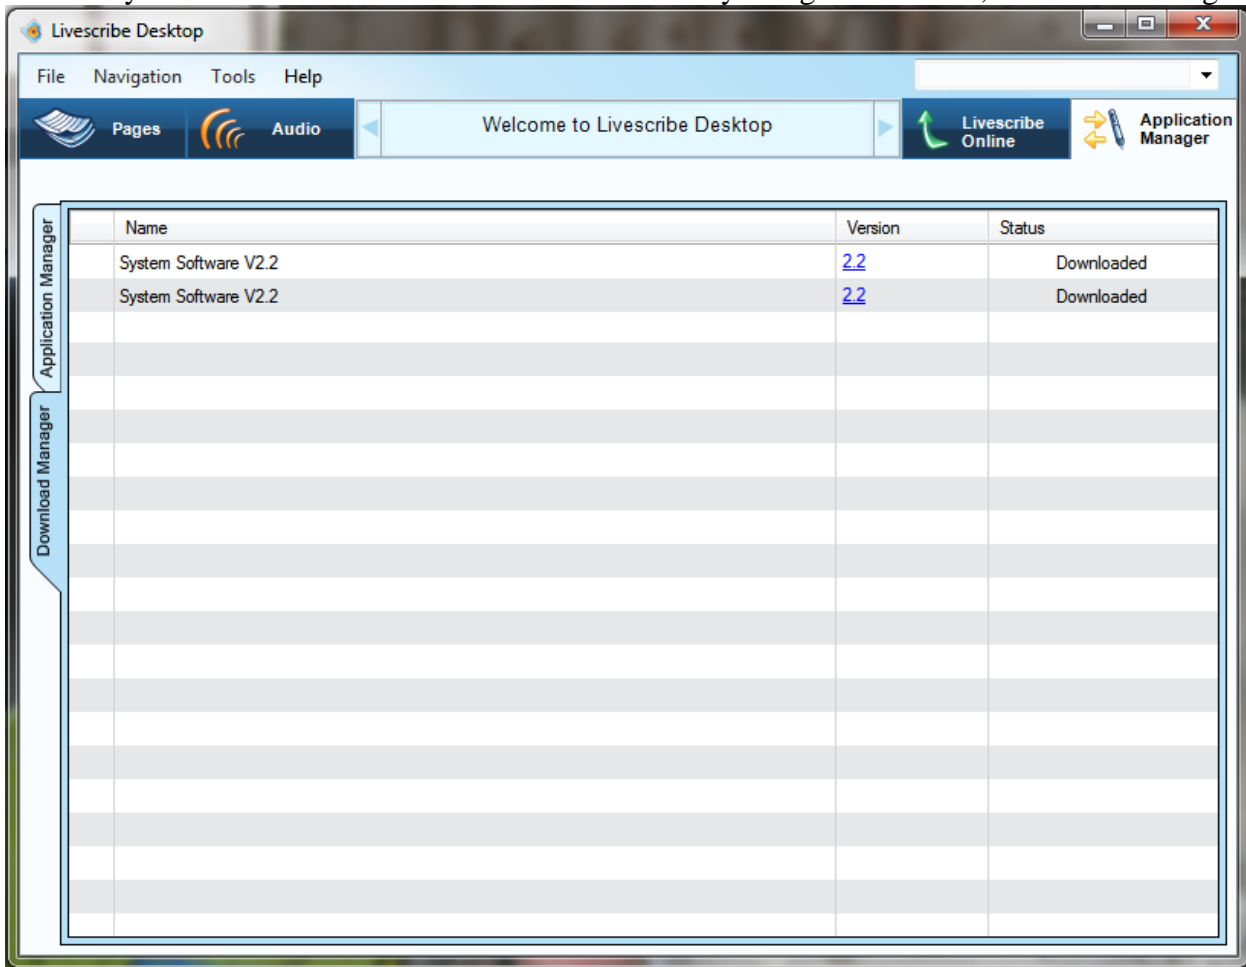 Livescribe Desktop
File Navigation Tools Help
Pages Audio Welcome to Livescribe Desktop Livescribe Online Application Manager
Name Version Status
System Software V2.2 2.2 Downloaded
System Software V2.2 2.2 Downloaded
Application Manager
Download Manager